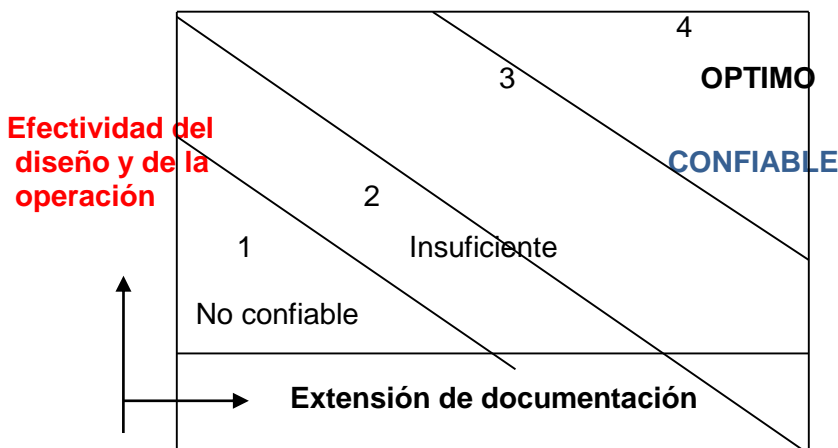 4
3
OPTIMO
Efectividad del
diseño y de la
operación
CONFIABLE
2
1
Insuficiente
No confiable
Extensión de documentación